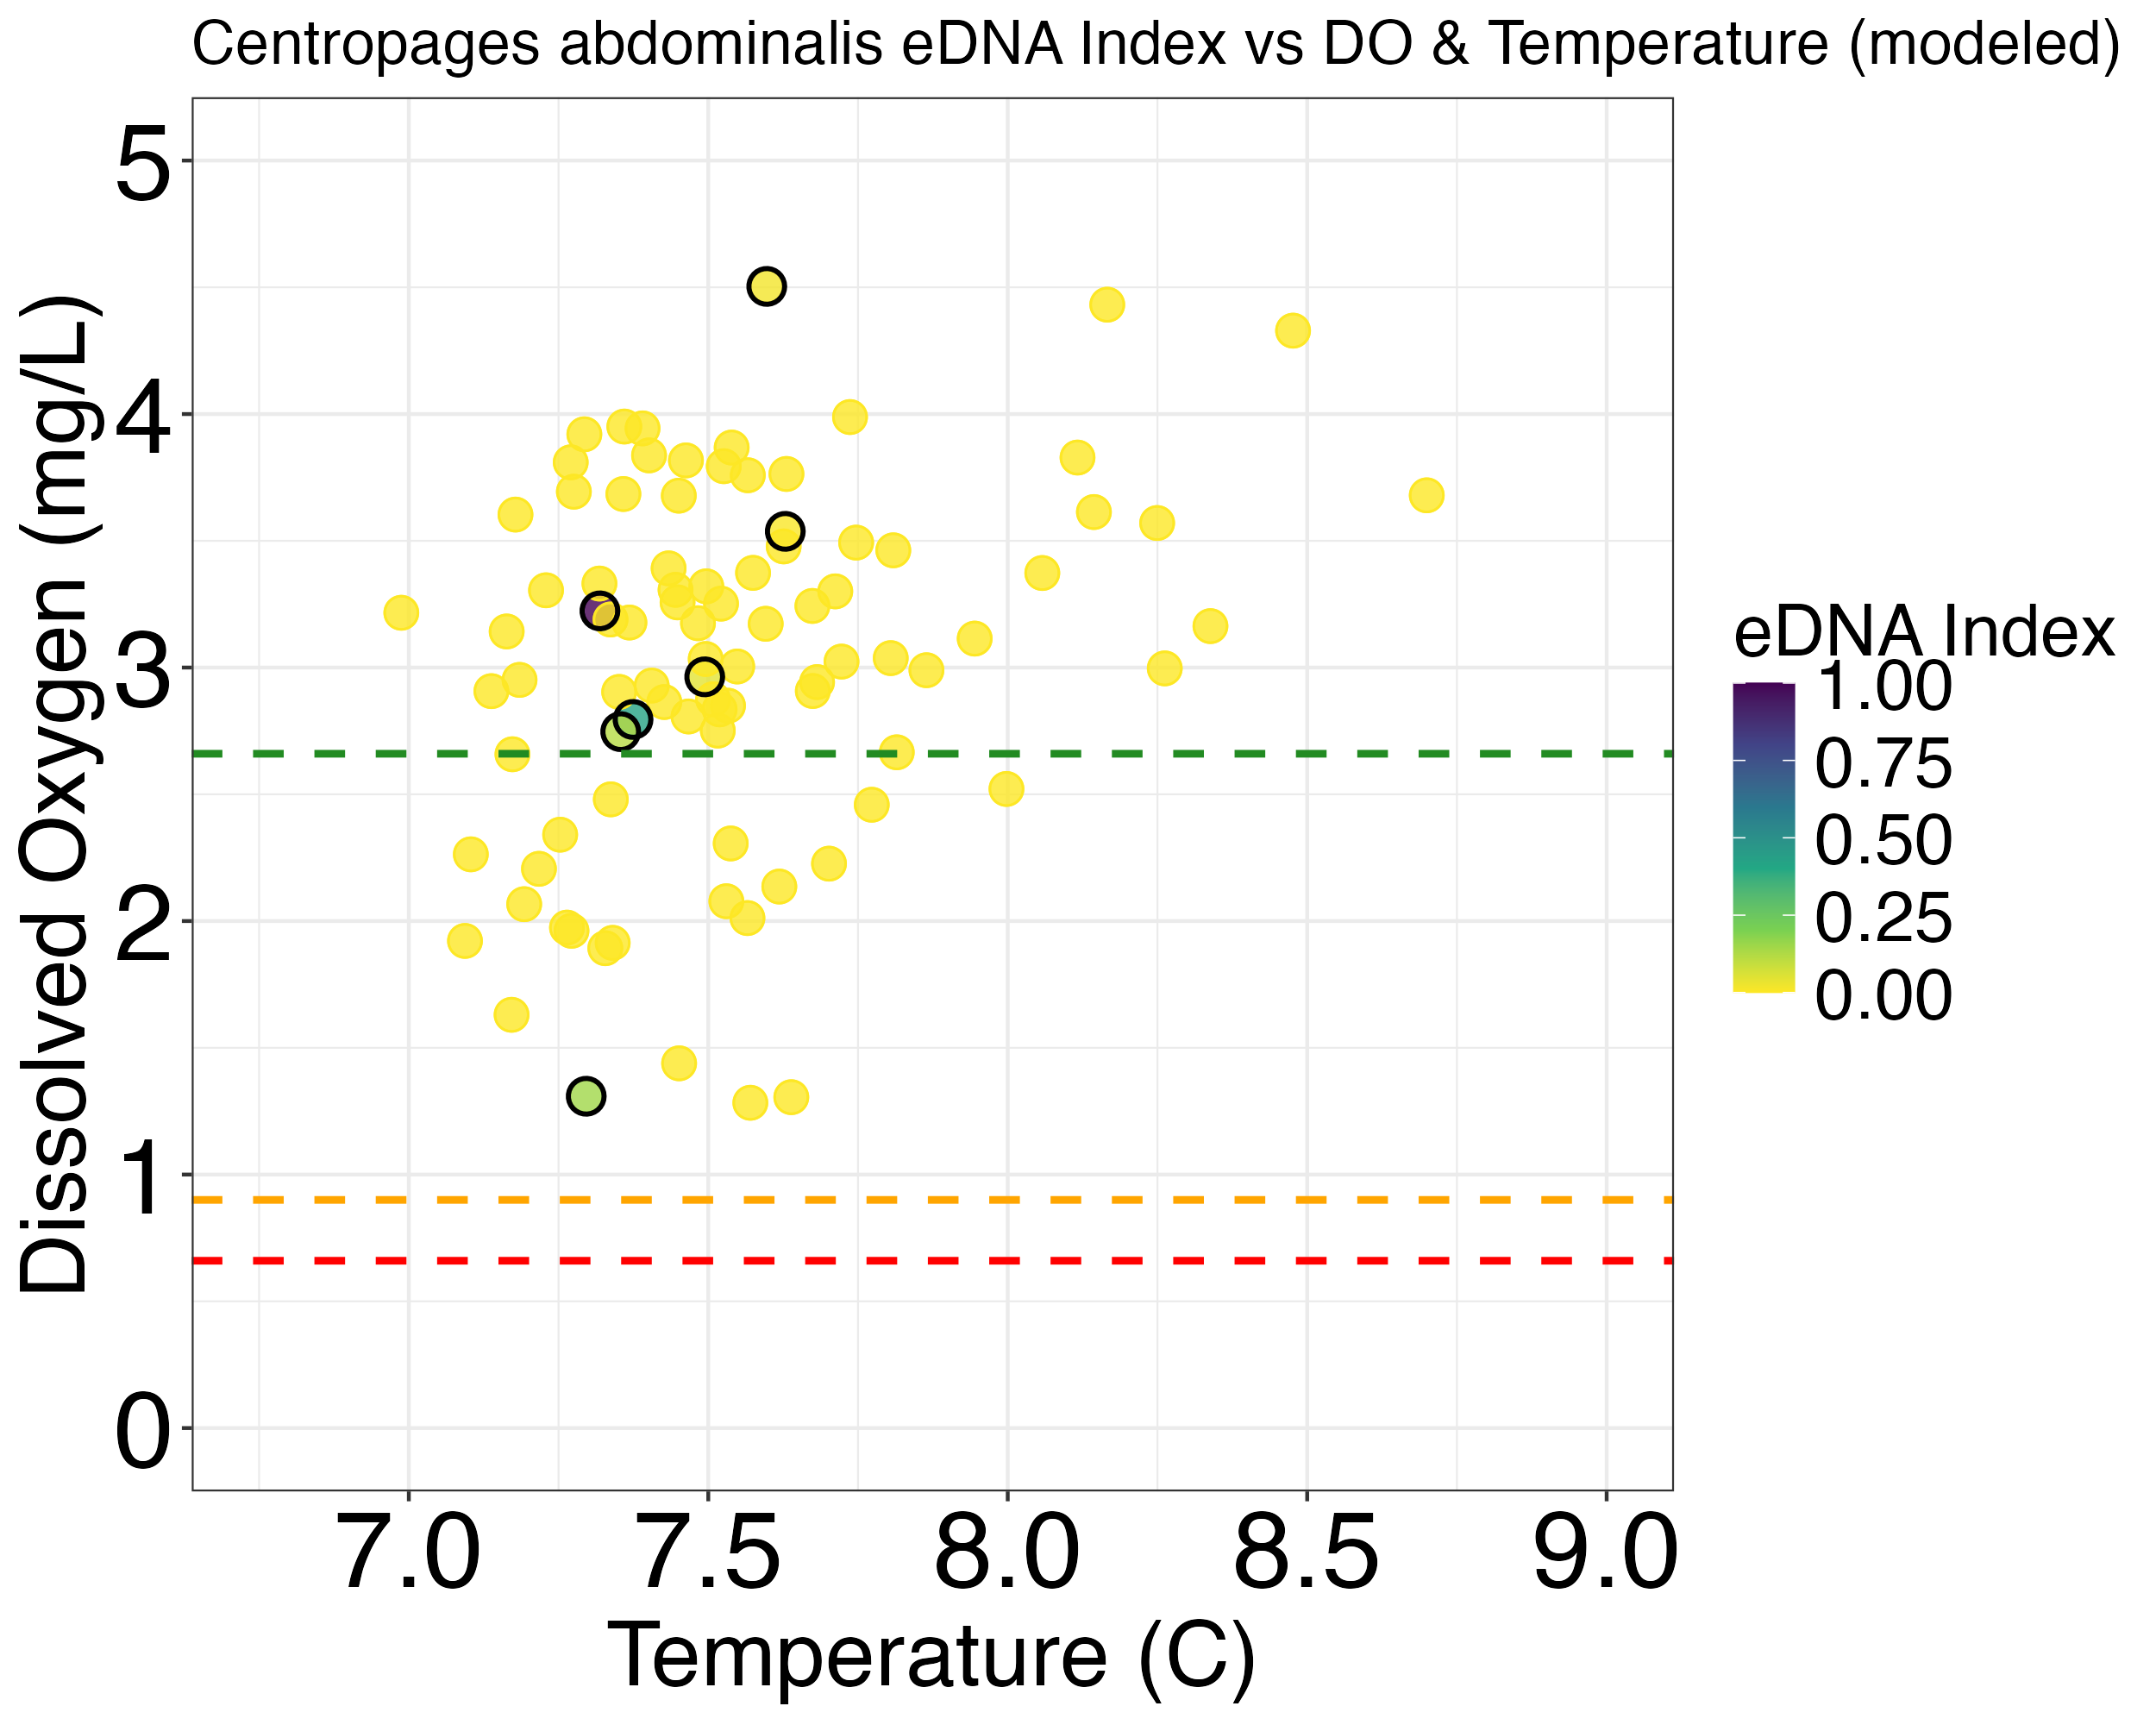 Centropages abdominalis eDNA Index vs DO & Temperature (modeled)
Dissolved Oxygen (mg/L)
5
4
3
2
1
0
7.0 7.5 8.0 8.5 9.0
Temperature (C)
eDNA Index
1.00
0.75
0.50
0.25
0.00